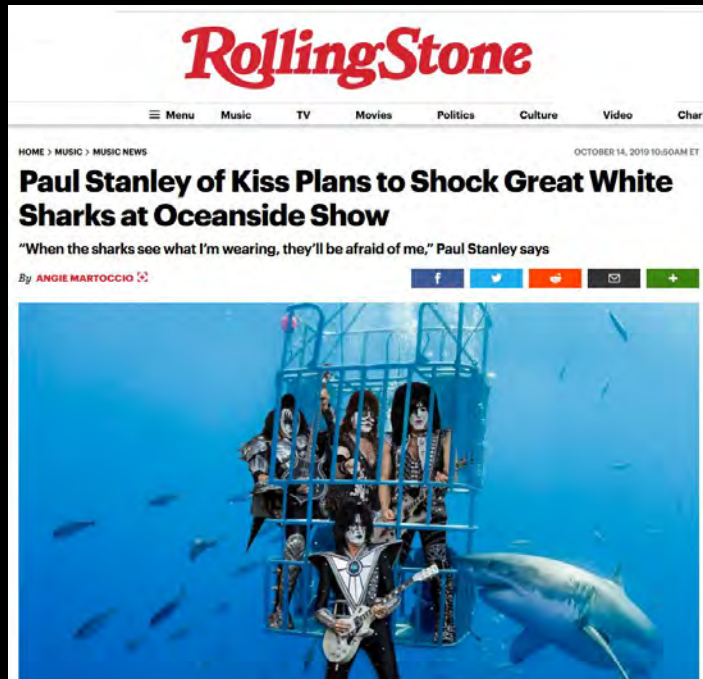 RollingStone
Menu Music TV Movies Politics Culture Video Char
HOME > MUSIC > MUSIC NEWS OCTOBER 14, 2019 10:50AM ET
Paul Stanley of Kiss Plans to Shock Great White
Sharks at Oceanside Show
“When the sharks see what I’m wearing, they’ll be afraid of me,” Paul Stanley says
By ANGIE MARTOCCIO